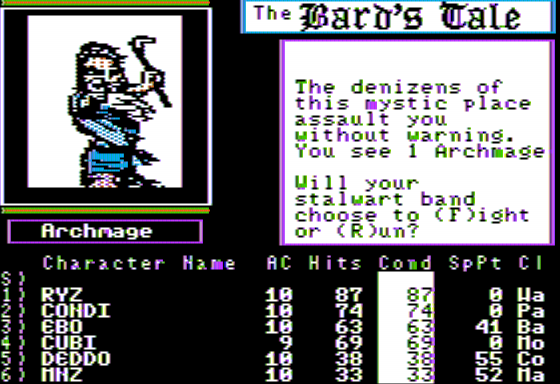 The Bard's Tale
The denizens of
this mystic place
assault you
without warning.
You see 1 Archmage
Will your
stalwart band
choose to (F)ight
or (R)un?
Archmage
Character Name AC Hits Cond SpPt Cl
S)
1) RYZ 10 87 87 0 Wa
2) CONDI 10 74 74 0 Pa
3) EBO 10 63 63 41 Ba
4) CUBI 9 69 69 0 Mo
5) DEDDO 10 38 38 55 Co
6) MNZ 10 33 33 52 Ma